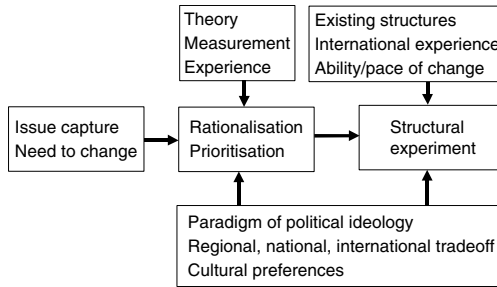 Theory
Measurement
Experience
Existing structures
International experience
Ability/pace of change
Issue capture
Need to change
Rationalisation
Prioritisation
Structural
experiment
Paradigm of political ideology
Regional, national, international tradeoff
Cultural preferences